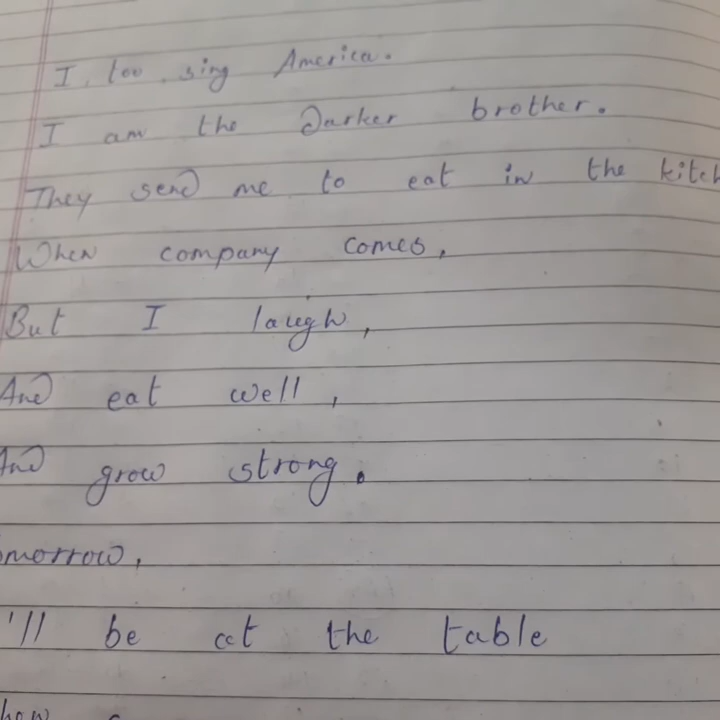 I, too, sing America.
I am the darker brother.
They send me to eat in the kitch
When company comes,
But I laugh,
And eat well,
And grow strong.
omorrow,
'll be at the table